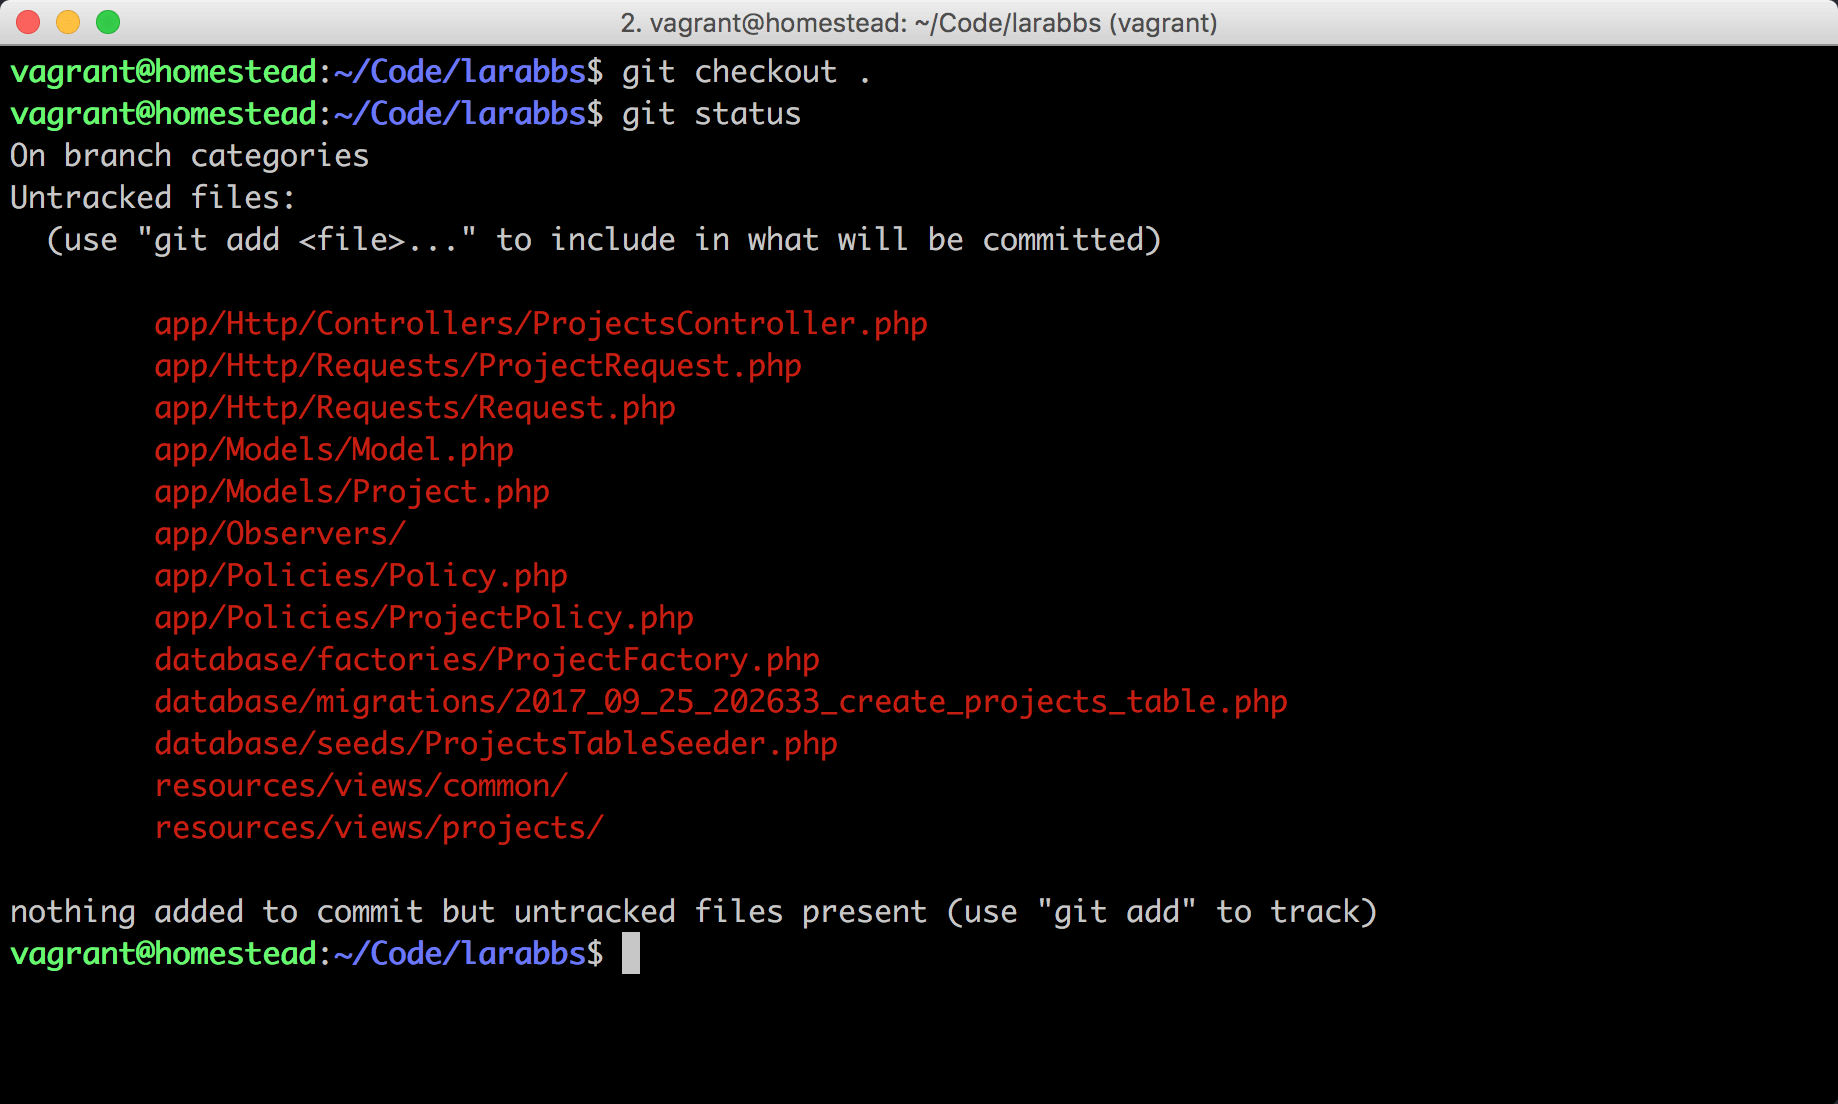 2. vagrant@homestead: ~/Code/larabbs (vagrant)
vagrant@homestead:~/Code/larabbs$ git checkout .
vagrant@homestead:~/Code/larabbs$ git status
On branch categories
Untracked files:
  (use "git add <file>..." to include in what will be committed)
        app/Http/Controllers/ProjectsController.php
        app/Http/Requests/ProjectRequest.php
        app/Http/Requests/Request.php
        app/Models/Model.php
        app/Models/Project.php
        app/Observers/
        app/Policies/Policy.php
        app/Policies/ProjectPolicy.php
        database/factories/ProjectFactory.php
        database/migrations/2017_09_25_202633_create_projects_table.php
        database/seeds/ProjectsTableSeeder.php
        resources/views/common/
        resources/views/projects/
nothing added to commit but untracked files present (use "git add" to track)
vagrant@homestead:~/Code/larabbs$